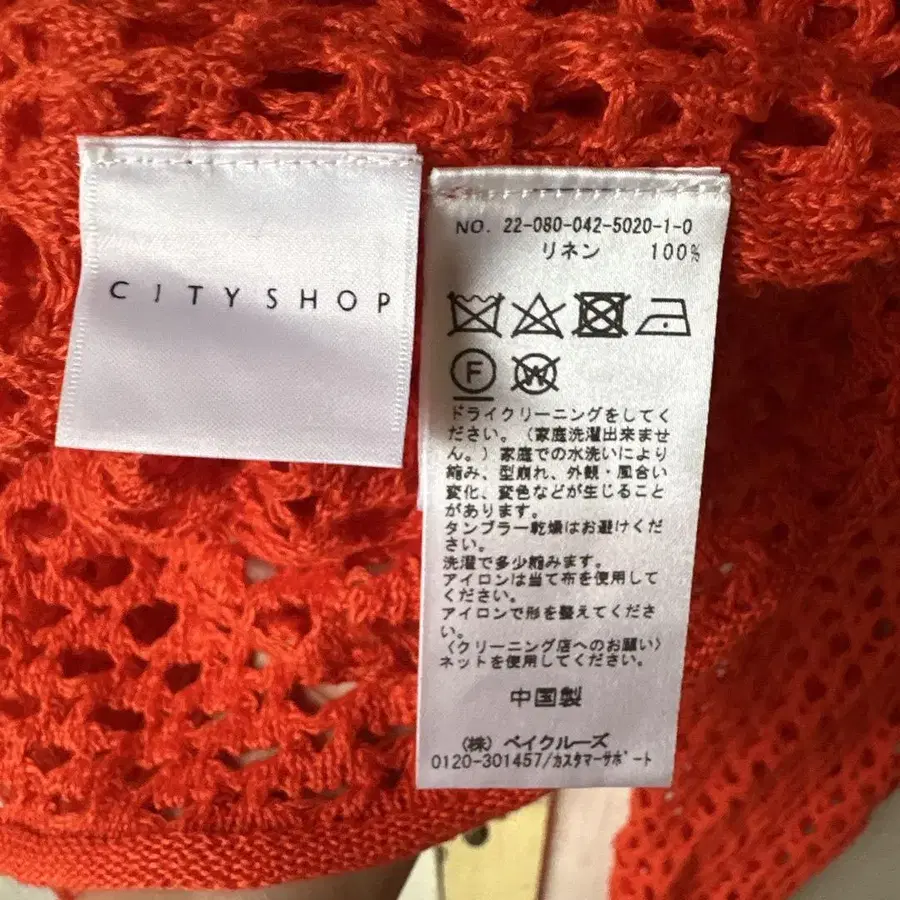 CITYSHOP
NO. 22-080-042-5020-1-0
リネン 100%
F
W
ドライクリーニングをしてく
ださい。（家庭洗濯出来ませ
ん。）家庭での水洗いにより
縮み、型崩れ、外観・風合い
変化、変色などが生じること
があります。
タンブラー乾燥はお避けくだ
さい。
洗濯で多少縮みます。
アイロンは当て布を使用して
ください。
アイロンで形を整えてくださ
い。
〈クリーニング店へのお願い〉
ネットを使用してください。
中国製
（株）ベイクルーズ
0120-301457/カスタマーサポート